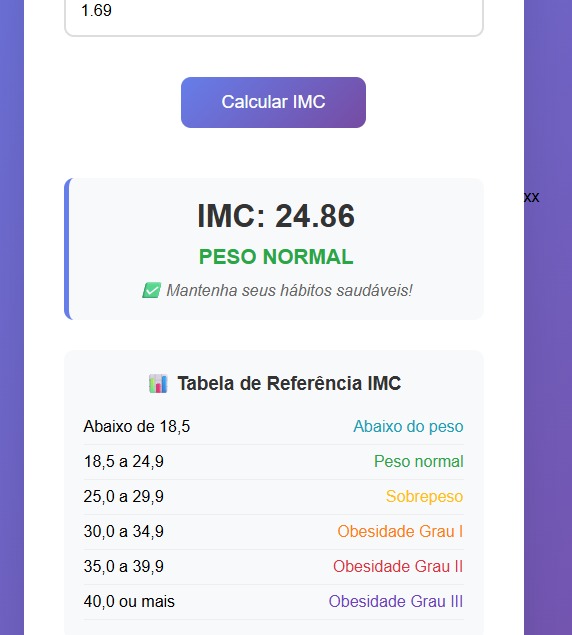 1.69
Calcular IMC
xx
IMC: 24.86
PESO NORMAL
✅ Mantenha seus hábitos saudáveis!
📊 Tabela de Referência IMC
Abaixo de 18,5 Abaixo do peso
18,5 a 24,9 Peso normal
25,0 a 29,9 Sobrepeso
30,0 a 34,9 Obesidade Grau I
35,0 a 39,9 Obesidade Grau II
40,0 ou mais Obesidade Grau III